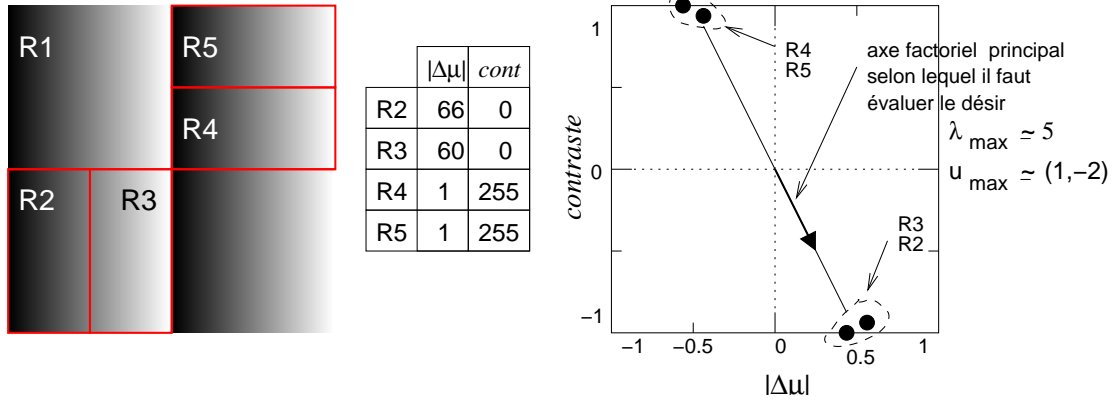 R1
R5
R4
R2
R3
|Δμ| cont
R2 66 0
R3 60 0
R4 1 255
R5 1 255
contraste
1
0
−1
−1 −0.5 0 0.5 1
|Δμ|
R4
R5
R3
R2
axe factoriel principal
selon lequel il faut
évaluer le désir
λ max ≃ 5
u max ≃ (1,−2)